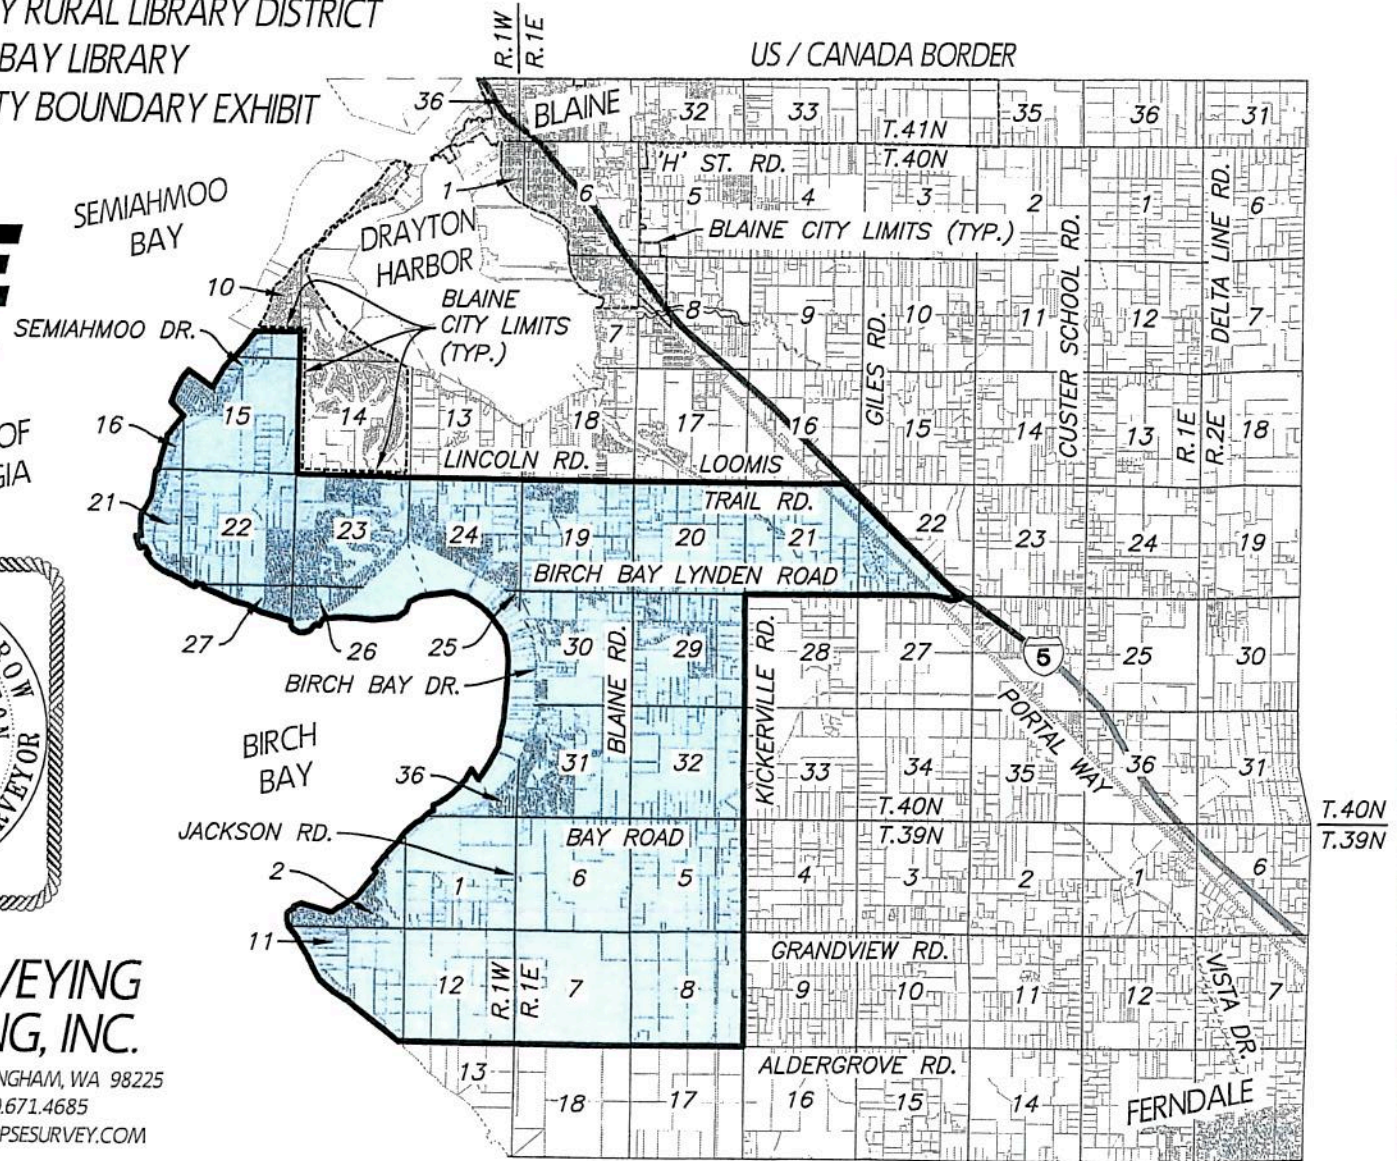 Y RURAL LIBRARY DISTRICT
BAY LIBRARY
TY BOUNDARY EXHIBIT
R.1W
R.1E
US / CANADA BORDER
36
BLAINE
32
33
T.41N
35
36
31
T.40N
'H' ST. RD.
1
6
5
4
3
2
1
6
DELTA LINE RD.
SEMIAHMOO
BAY
DRAYTON
HARBOR
BLAINE CITY LIMITS (TYP.)
CUSTER SCHOOL RD.
E
10
BLAINE
CITY LIMITS
(TYP.)
SEMIAHMOO DR.
7
8
9
10
11
12
7
GILES RD.
OF
GIA
16
15
14
13
18
17
16
15
14
13
R.1E
R.2E
18
LINCOLN RD.
LOOMIS
TRAIL RD.
21
22
23
24
19
20
21
22
23
24
19
BIRCH BAY LYNDEN ROAD
27
26
25
30
BLAINE RD.
29
KICKERVILLE RD.
28
27
5
25
30
BIRCH BAY DR.
PORTAL WAY
BIRCH
BAY
36
31
32
33
34
35
36
31
T.40N
T.39N
T.40N
T.39N
ROW
RVEYOR
JACKSON RD.
BAY ROAD
2
1
6
5
4
3
2
1
6
11
GRANDVIEW RD.
12
R.1W
R.1E
7
8
9
10
11
12
VISTA DR.
7
VEYING
NG, INC.
ALDERGROVE RD.
NGHAM, WA 98225
0.671.4685
PSESURVEY.COM
13
18
17
16
15
14
FERNDALE